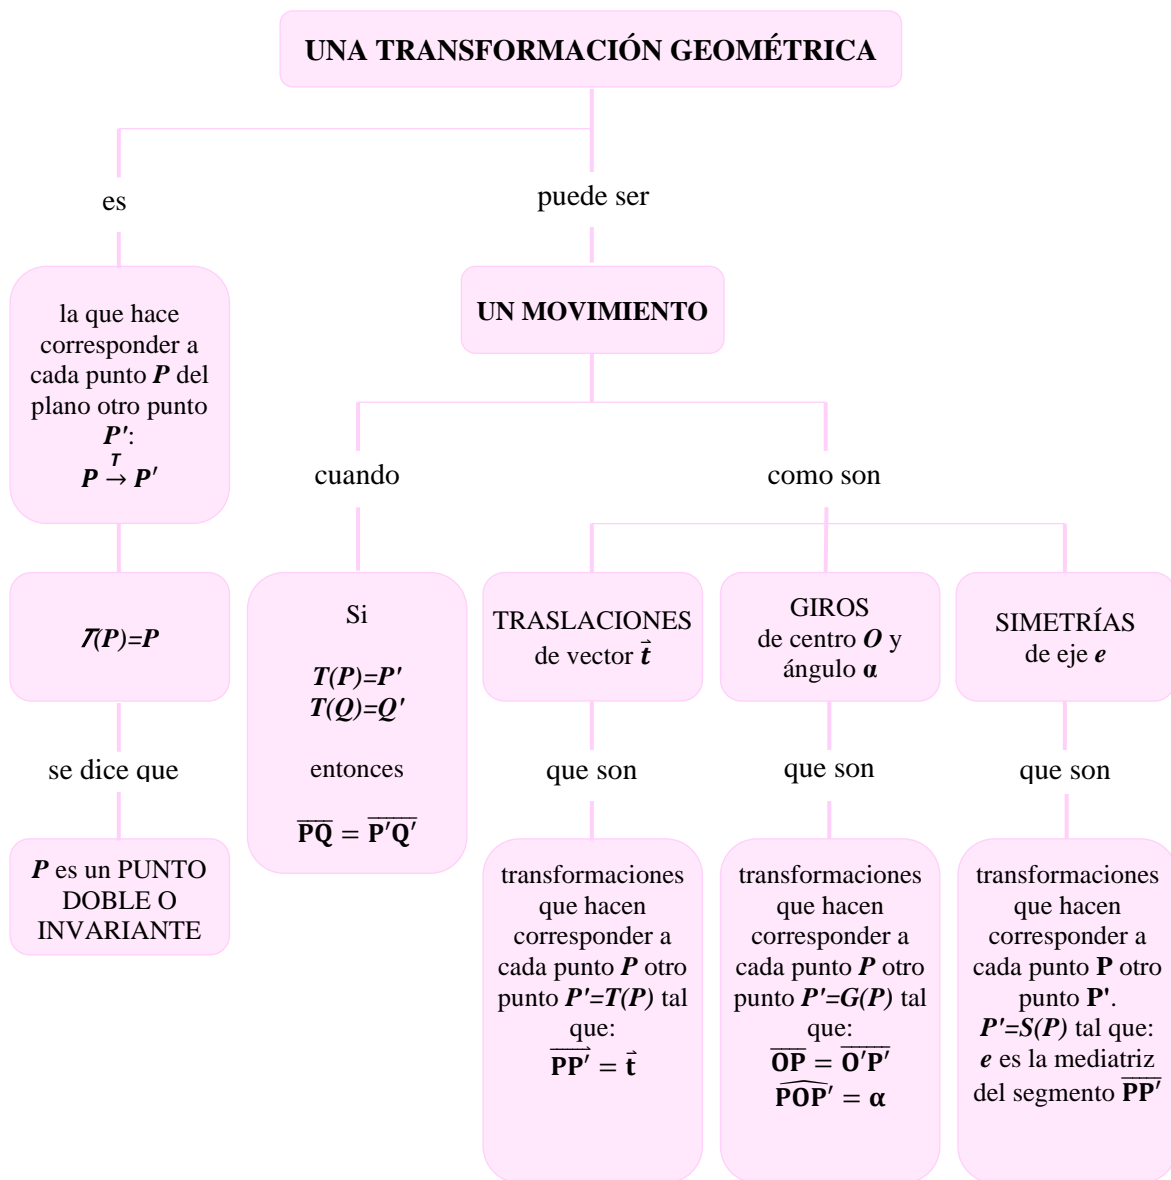 UNA TRANSFORMACIÓN GEOMÉTRICA
es
puede ser
la que hace
corresponder a
cada punto P del
plano otro punto
P':
P →ᵀ P′
UN MOVIMIENTO
cuando
como son
T(P)=P
Si
T(P)=P'
T(Q)=Q'
entonces
P̅Q̅ = P̅′Q̅′
TRASLACIONES
de vector t⃗
GIROS
de centro O y
ángulo α
SIMETRÍAS
de eje e
se dice que
que son
que son
que son
P es un PUNTO
DOBLE O
INVARIANTE
transformaciones
que hacen
corresponder a
cada punto P otro
punto P'=T(P) tal
que:
PP′⃗ = t⃗
transformaciones
que hacen
corresponder a
cada punto P otro
punto P'=G(P) tal
que:
O̅P̅ = O̅′P̅′
P̂OP′ = α
transformaciones
que hacen
corresponder a
cada punto P otro
punto P'.
P'=S(P) tal que:
e es la mediatriz
del segmento P̅P̅′